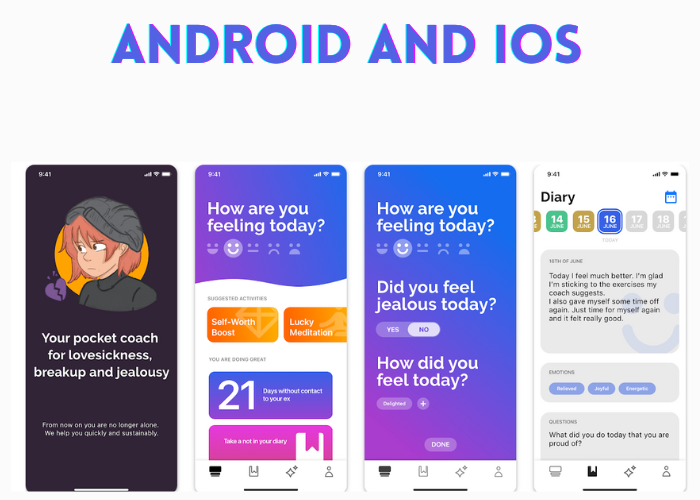 ANDROID AND IOS
9:41
Your pocket coach
for lovesickness,
breakup and jealousy
From now on you are no longer alone.
We help you quickly and sustainably.
9:41
How are you
feeling today?
SUGGESTED ACTIVITIES
Self-Worth
Boost
Lucky
Meditation
YOU ARE DOING GREAT
21
Days without contact
to your ex
Take a not in your diary
9:41
How are you
feeling today?
Did you feel
jealous today?
YES
NO
How did you
feel today?
Delighted
+
DONE
9:41
Diary
14
JUNE
15
JUNE
16
JUNE
17
JUNE
18
JUNE
TODAY
16TH OF JUNE
Today I feel much better. I'm glad
I'm sticking to the exercises my
coach suggests.
I also gave myself some time off
again. Just time for myself again
and it felt really good.
EMOTIONS
Relieved
Joyful
Energetic
QUESTIONS
What did you do today that you are
proud of?